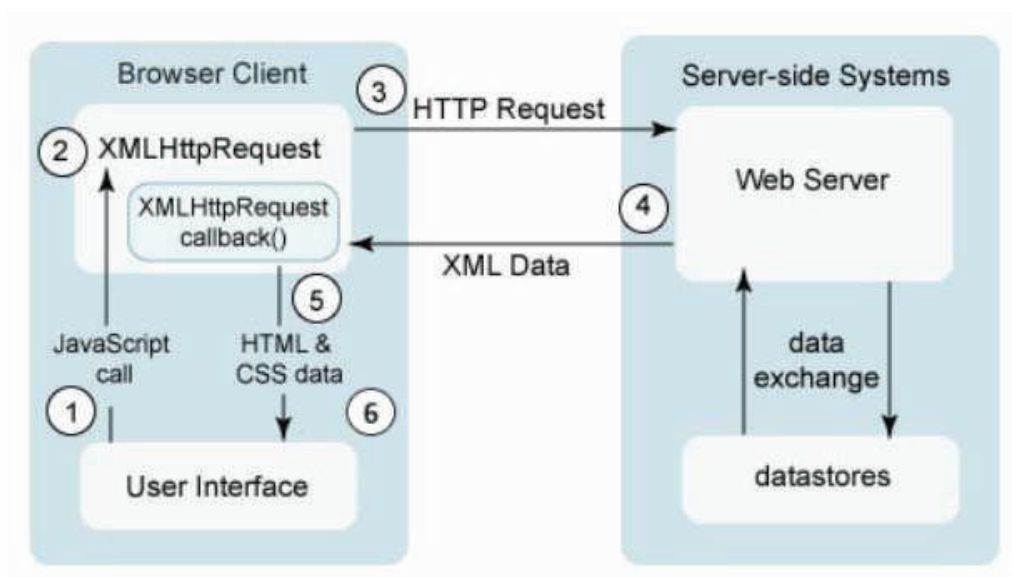 Browser Client
3
HTTP Request
2
XMLHttpRequest
XMLHttpRequest
callback()
4
XML Data
5
JavaScript
call
HTML &
CSS data
1
6
User Interface
Server-side Systems
Web Server
data
exchange
datastores